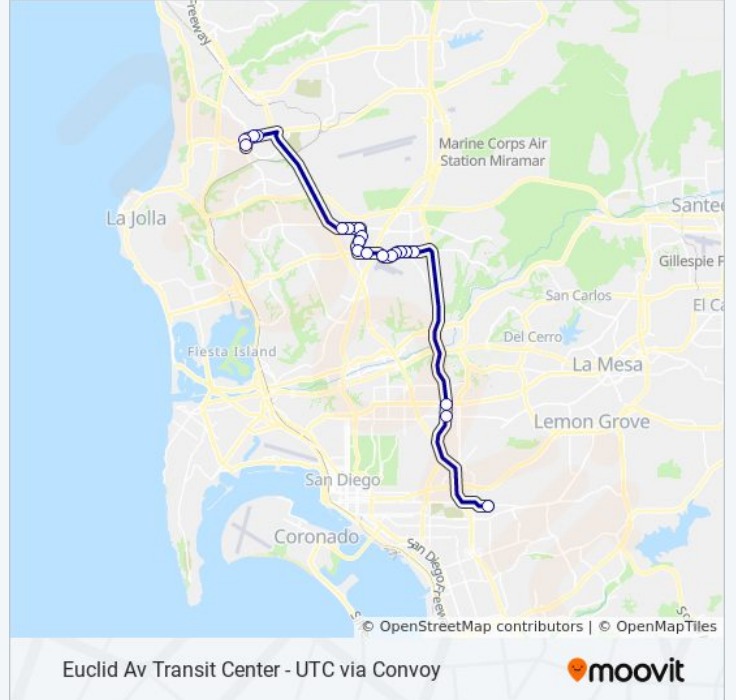 Freeway
Marine Corps Air
Station Miramar
La Jolla
Santee
Gillespie F
San Carlos
El Ca
Fiesta Island
Del Cerro
La Mesa
Lemon Grove
San Diego
Coronado
San Diego Freeway
S
So
© OpenStreetMap contributors | © OpenMapTiles
Euclid Av Transit Center - UTC via Convoy
moovit